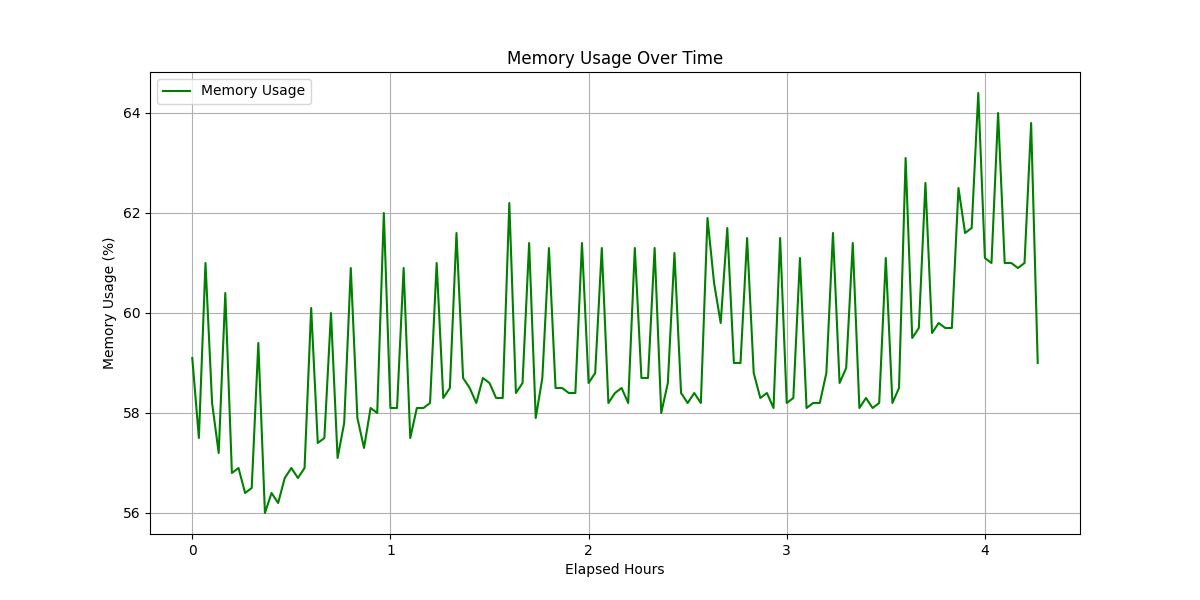 Memory Usage Over Time
Memory Usage
Memory Usage (%)
64
62
60
58
56
0 1 2 3 4
Elapsed Hours